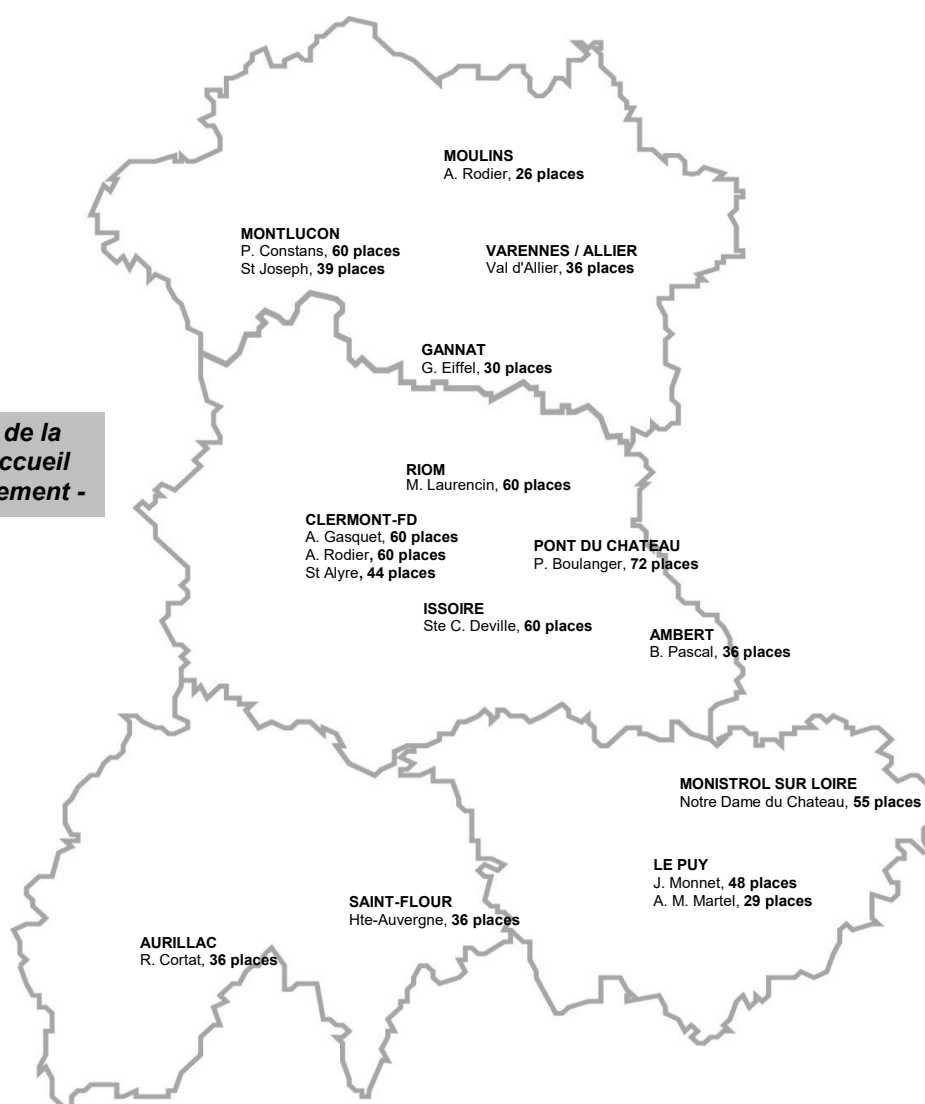 MOULINS
A. Rodier, 26 places
MONTLUCON
P. Constans, 60 places
St Joseph, 39 places
VARENNES / ALLIER
Val d'Allier, 36 places
GANNAT
G. Eiffel, 30 places
de la
ccueil
ement -
RIOM
M. Laurencin, 60 places
CLERMONT-FD
A. Gasquet, 60 places
A. Rodier, 60 places
St Alyre, 44 places
PONT DU CHATEAU
P. Boulanger, 72 places
ISSOIRE
Ste C. Deville, 60 places
AMBERT
B. Pascal, 36 places
MONISTROL SUR LOIRE
Notre Dame du Chateau, 55 places
LE PUY
J. Monnet, 48 places
A. M. Martel, 29 places
SAINT-FLOUR
Hte-Auvergne, 36 places
AURILLAC
R. Cortat, 36 places